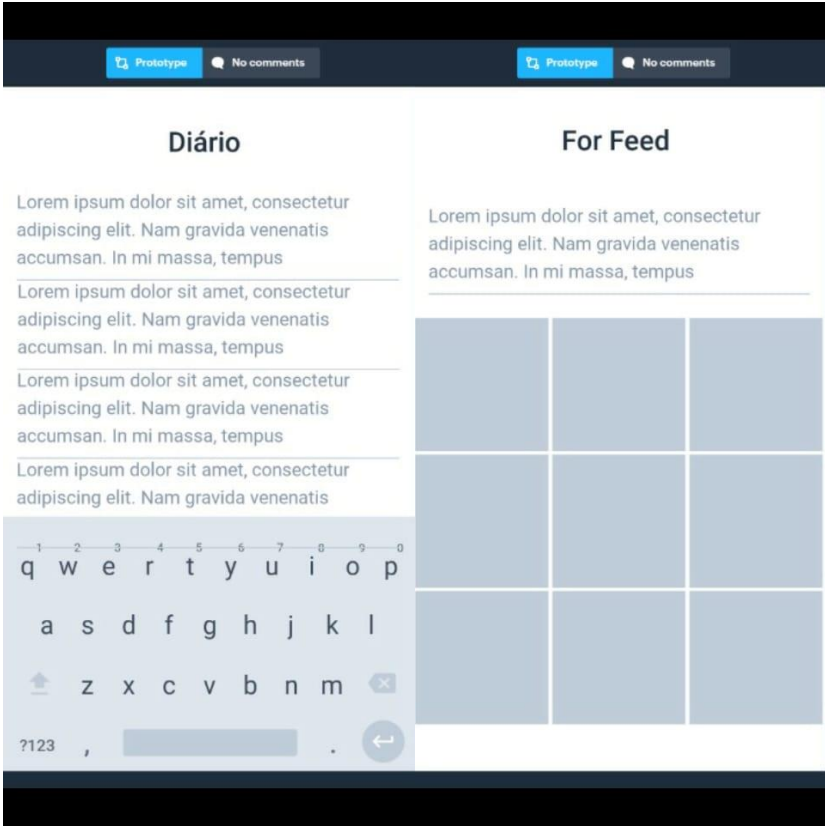 Prototype
No comments
Diário
Lorem ipsum dolor sit amet, consectetur
adipiscing elit. Nam gravida venenatis
accumsan. In mi massa, tempus
Lorem ipsum dolor sit amet, consectetur
adipiscing elit. Nam gravida venenatis
accumsan. In mi massa, tempus
Lorem ipsum dolor sit amet, consectetur
adipiscing elit. Nam gravida venenatis
accumsan. In mi massa, tempus
Lorem ipsum dolor sit amet, consectetur
adipiscing elit. Nam gravida venenatis
1 2 3 4 5 6 7 8 9 0
q w e r t y u i o p
a s d f g h j k l
z x c v b n m
?123 , .
Prototype
No comments
For Feed
Lorem ipsum dolor sit amet, consectetur
adipiscing elit. Nam gravida venenatis
accumsan. In mi massa, tempus